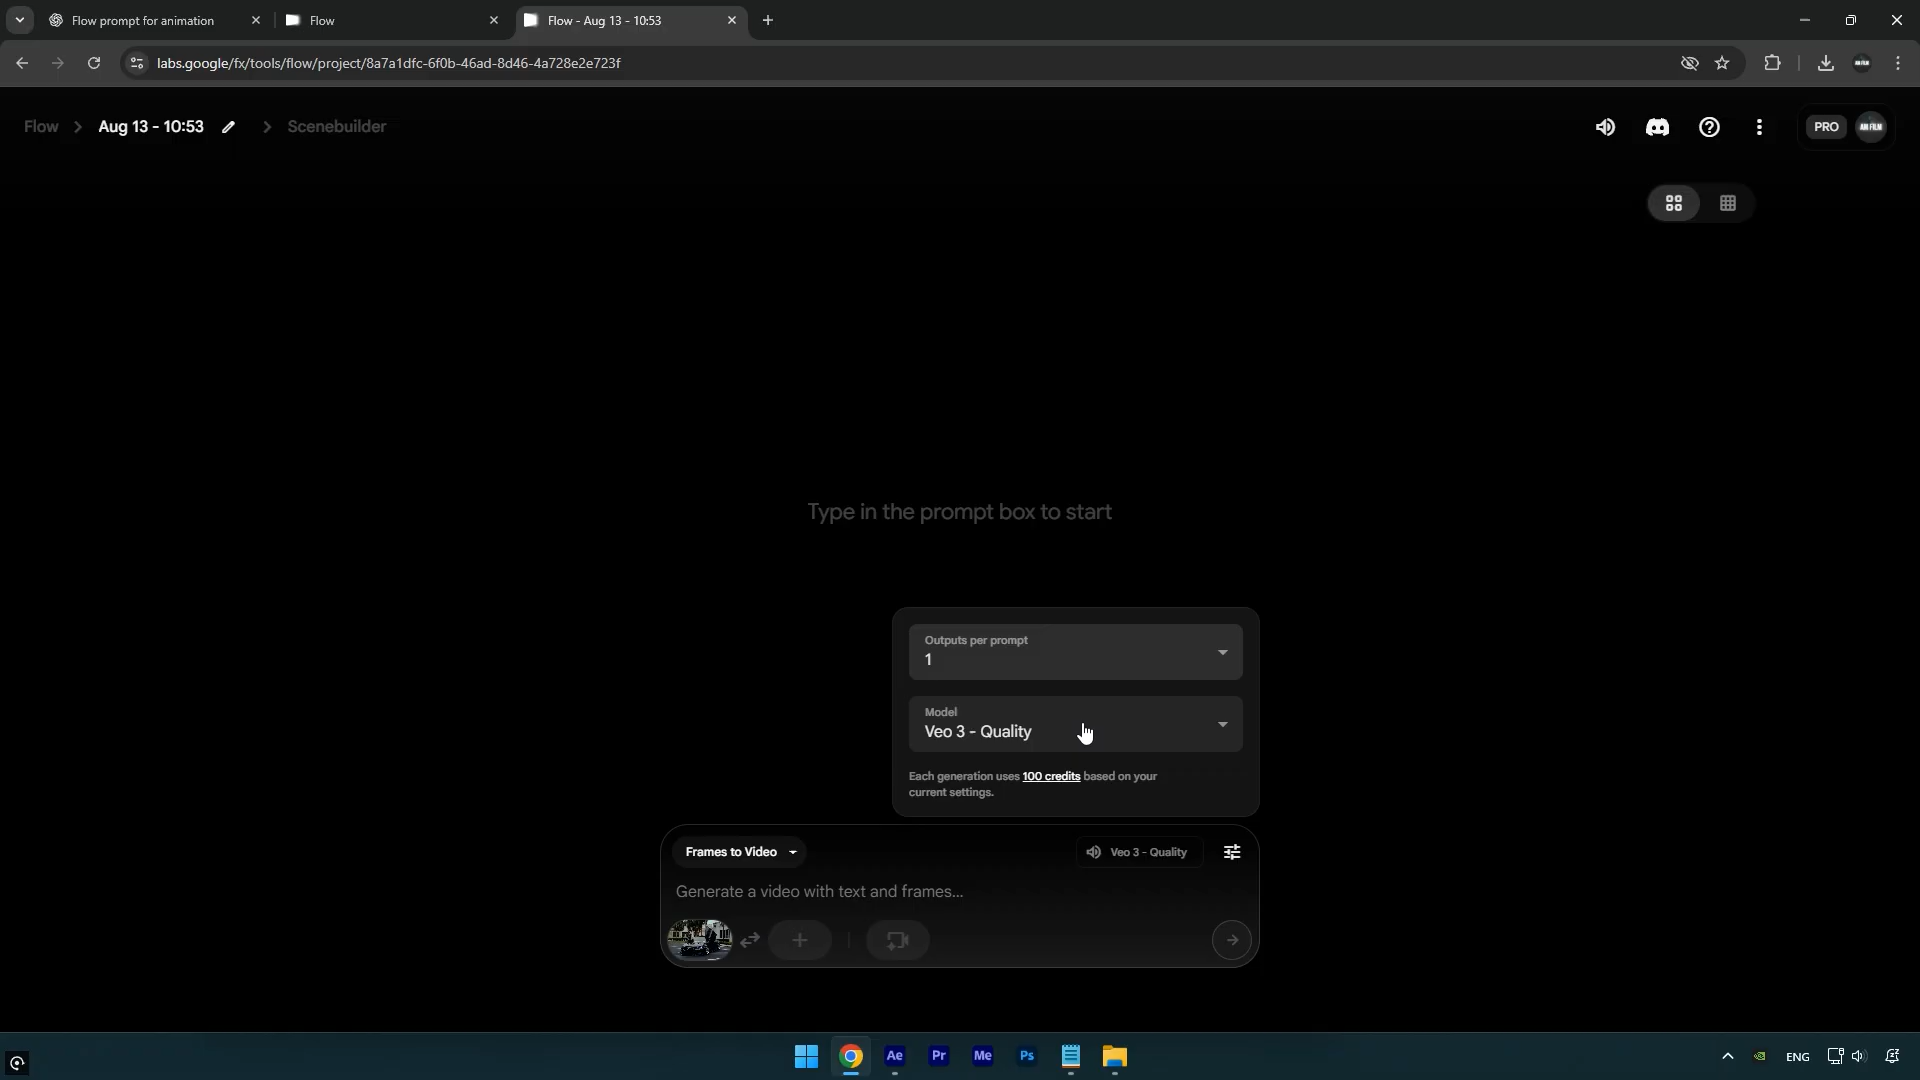 Flow prompt for animation
Flow
Flow - Aug 13 - 10:53
labs.google/fx/tools/flow/project/8a7a1dfc-6f0b-46ad-8d46-4a728e2e723f
Flow > Aug 13 - 10:53 > Scenebuilder
PRO
AM FILM
Type in the prompt box to start
Outputs per prompt
1
Model
Veo 3 - Quality
Each generation uses 100 credits based on your
current settings.
Frames to Video
Veo 3 - Quality
Generate a video with text and frames...
Ae
Pr
Me
Ps
ENG